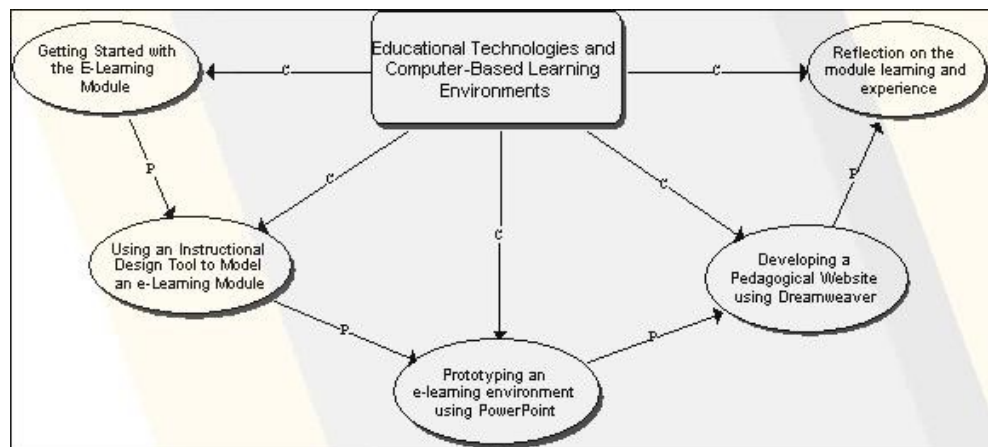 Educational Technologies and
Computer-Based Learning
Environments
Getting Started with
the E-Learning
Module
Reflection on the
module learning and
experience
C
C
P
C
C
C
P
Using an Instructional
Design Tool to Model
an e-Learning Module
Developing a
Pedagogical Website
using Dreamweaver
P
P
Prototyping an
e-learning environment
using PowerPoint